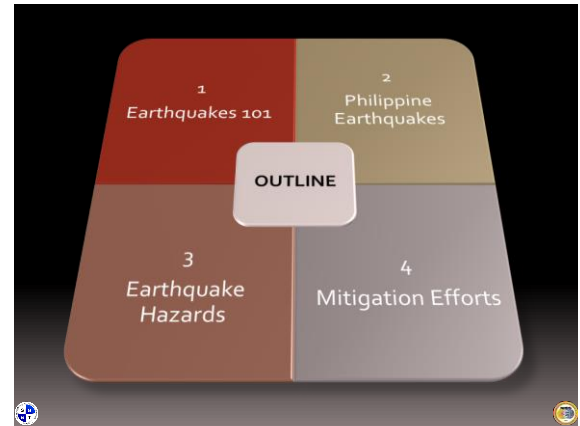 1
Earthquakes 101
2
Philippine
Earthquakes
OUTLINE
3
Earthquake
Hazards
4
Mitigation Efforts